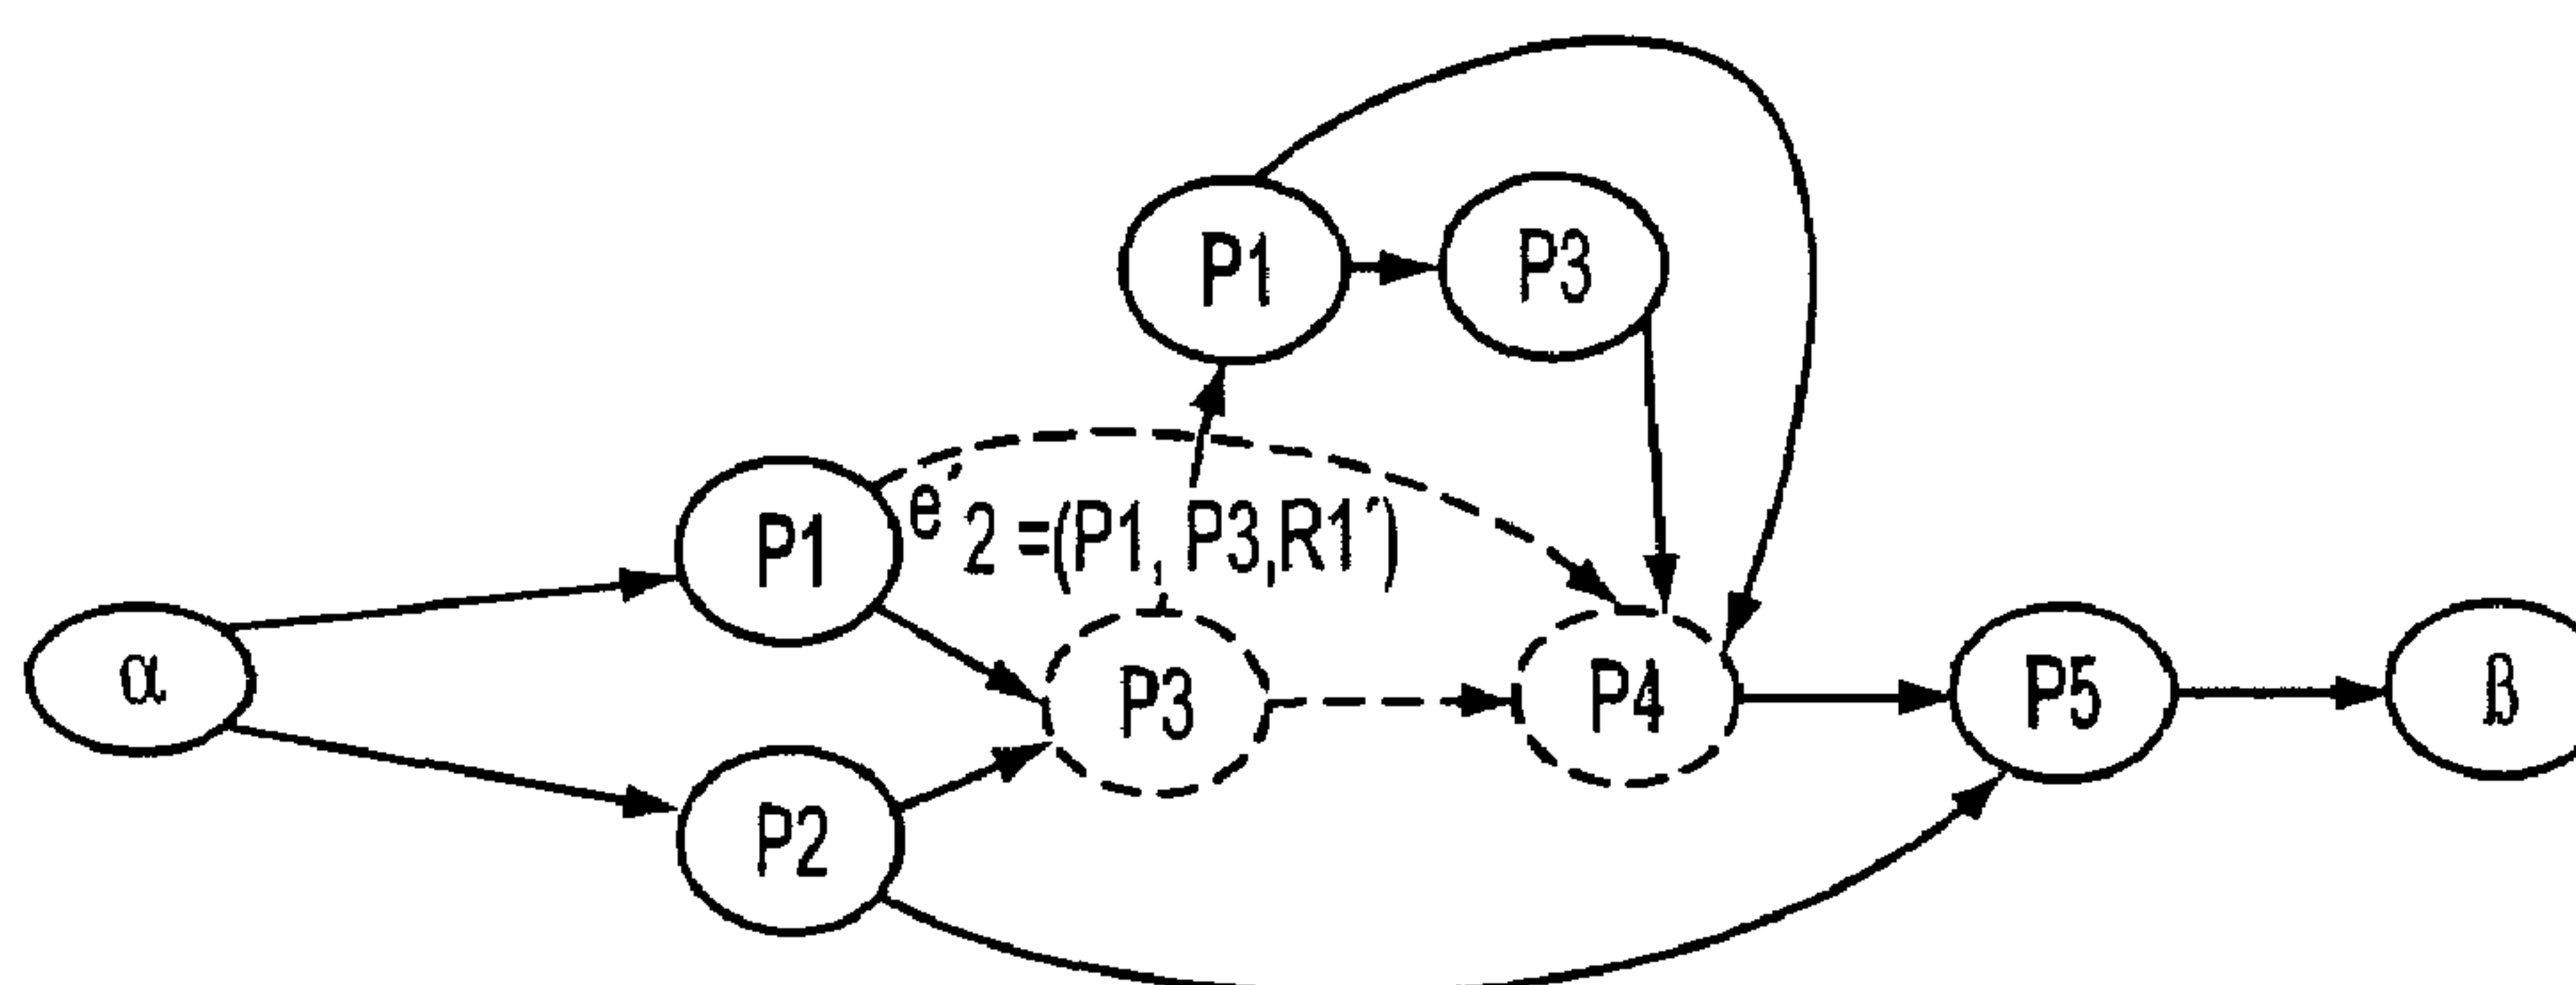 P1
P3
P1
e´2 =(P1, P3,R1´)
α
P3
P4
P5
ß
P2